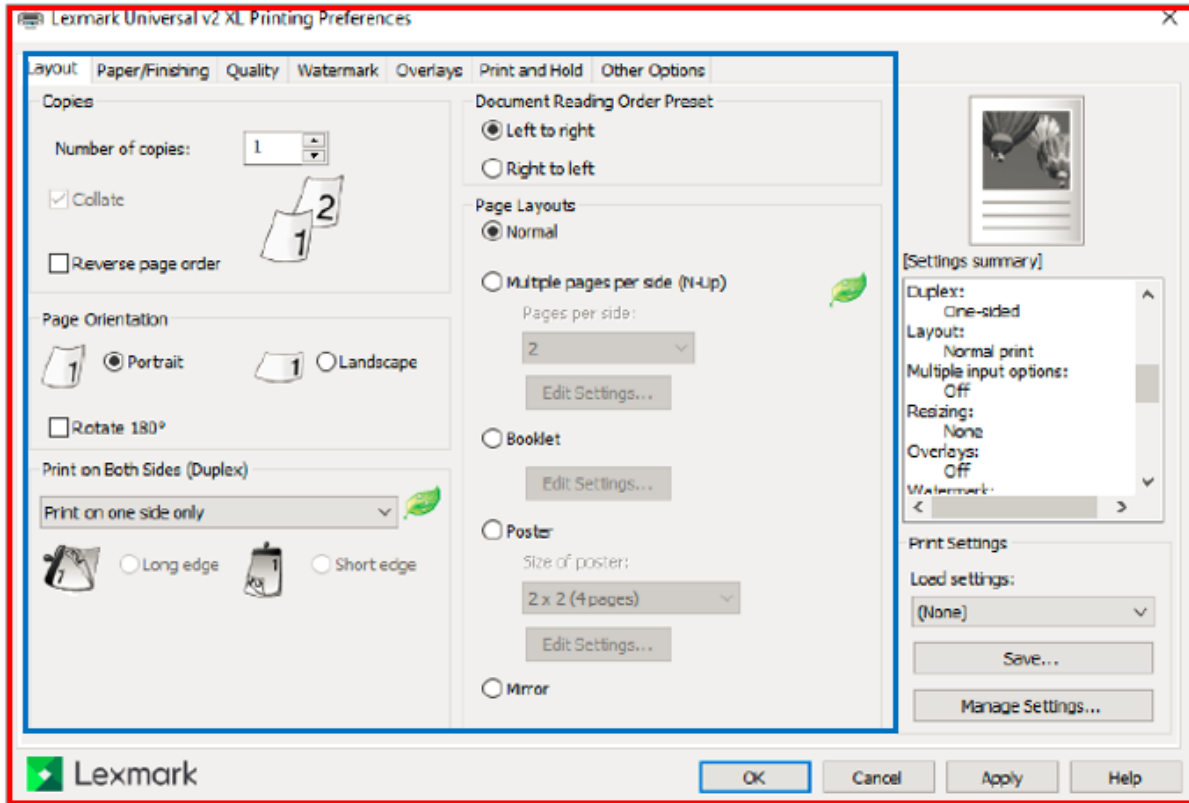 Lexmark Universal v2 XL Printing Preferences
Layout Paper/Finishing Quality Watermark Overlays Print and Hold Other Options
Copies
Number of copies: 1
Collate
1 2
Reverse page order
Page Orientation
1 Portrait 1 Landscape
Rotate 180°
Print on Both Sides (Duplex)
Print on one side only
1 Long edge 1 Short edge
Document Reading Order Preset
Left to right
Right to left
Page Layouts
Normal
Multiple pages per side (N-Up)
Pages per side:
2
Edit Settings...
Booklet
Edit Settings...
Poster
Size of poster:
2 x 2 (4 pages)
Edit Settings...
Mirror
[Settings summary]
Duplex:
One-sided
Layout:
Normal print
Multiple input options:
Off
Resizing:
None
Overlays:
Off
Watermark:
Print Settings
Load settings:
(None)
Save...
Manage Settings...
Lexmark
OK Cancel Apply Help